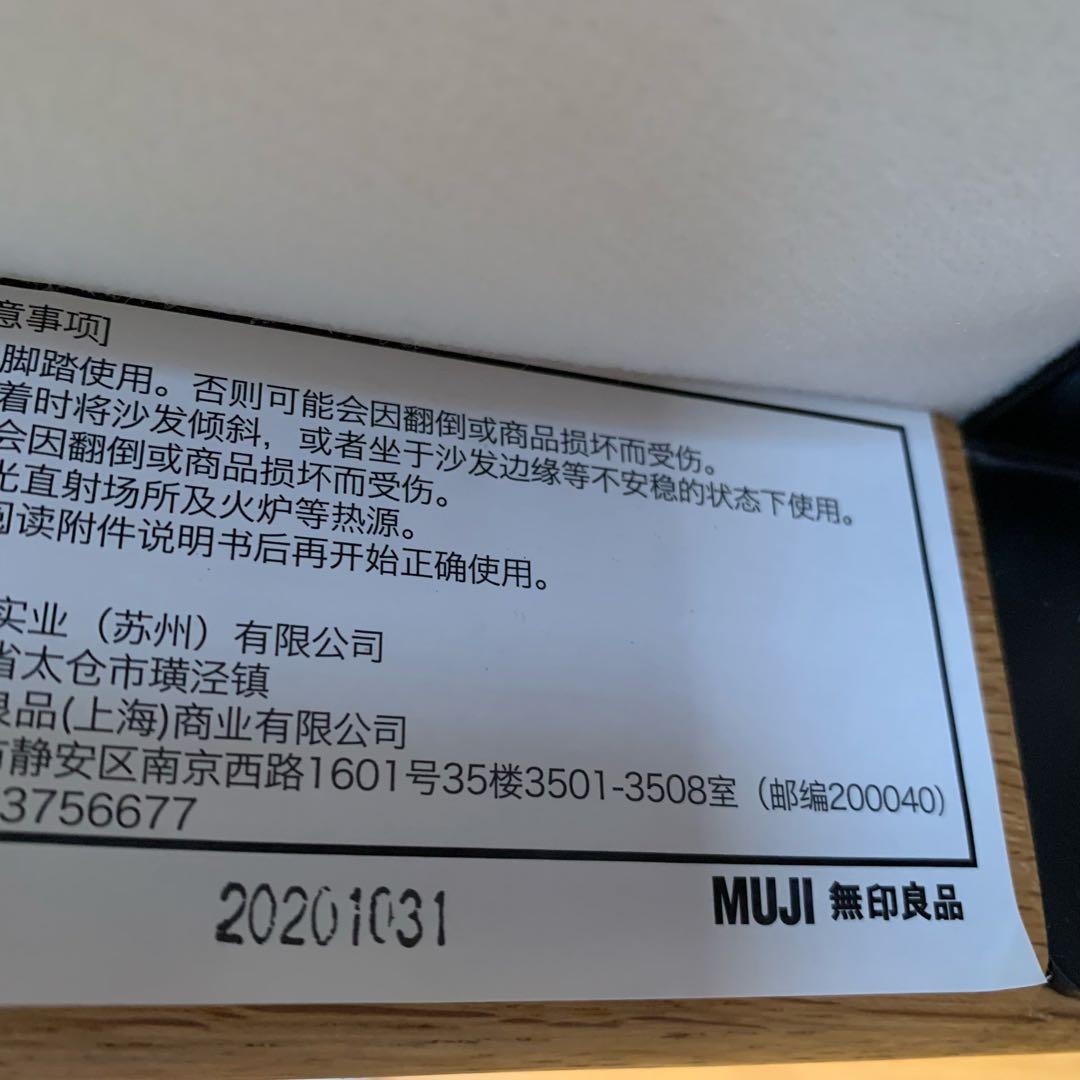 意事项]
脚踏使用。否则可能会因翻倒或商品损坏而受伤。
着时将沙发倾斜，或者坐于沙发边缘等不安稳的状态下使用。
会因翻倒或商品损坏而受伤。
光直射场所及火炉等热源。
阅读附件说明书后再开始正确使用。
实业（苏州）有限公司
省太仓市璜泾镇
良品(上海)商业有限公司
市静安区南京西路1601号35楼3501-3508室（邮编200040）
3756677
20201031
MUJI 無印良品